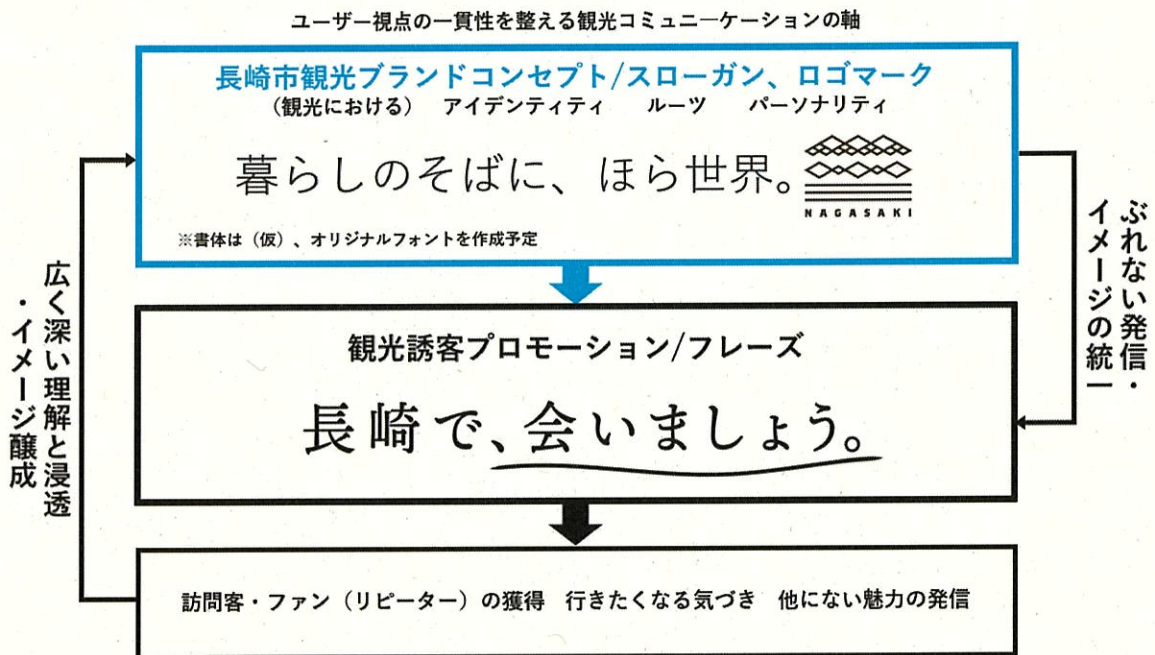 ユーザー視点の一貫性を整える観光コミュニーケーションの軸
長崎市観光ブランドコンセプト/スローガン、ロゴマーク
(観光における) アイデンティティ ルーツ パーソナリティ
暮らしのそばに、ほら世界。
NAGASAKI
※書体は（仮）、オリジナルフォントを作成予定
ぶれない発信・
イメージの統一
観光誘客プロモーション/フレーズ
長崎で、会いましょう。
広く深い理解と浸透
・イメージ醸成
訪問客・ファン（リピーター）の獲得 行きたくなる気づき 他にない魅力の発信